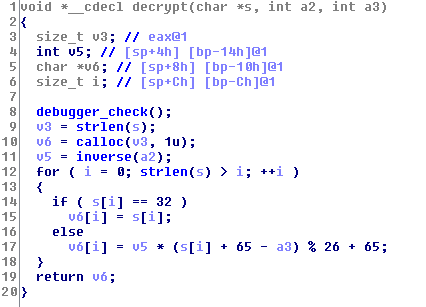 1 void *__cdecl decrypt(char *s, int a2, int a3)
2 {
3   size_t v3; // eax@1
4   int v5; // [sp+4h] [bp-14h]@1
5   char *v6; // [sp+8h] [bp-10h]@1
6   size_t i; // [sp+Ch] [bp-Ch]@1
7
8   debugger_check();
9   v3 = strlen(s);
10   v6 = calloc(v3, 1u);
11   v5 = inverse(a2);
12   for ( i = 0; strlen(s) > i; ++i )
13   {
14     if ( s[i] == 32 )
15       v6[i] = s[i];
16     else
17       v6[i] = v5 * (s[i] + 65 - a3) % 26 + 65;
18   }
19   return v6;
20 }